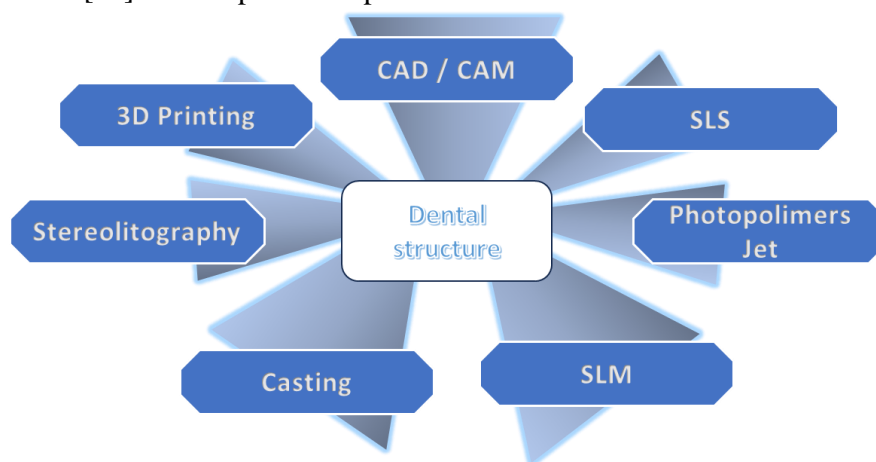 CAD / CAM
3D Printing
SLS
Dental
structure
Stereolitography
Photopolimers
Jet
Casting
SLM